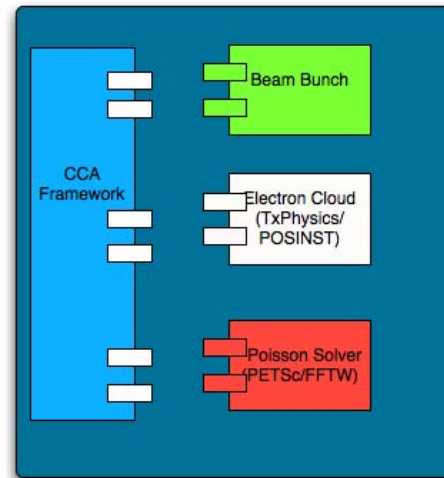 CCA
Framework
Beam Bunch
Electron Cloud
(TxPhysics/
POSINST)
Poisson Solver
(PETSc/FFTW)